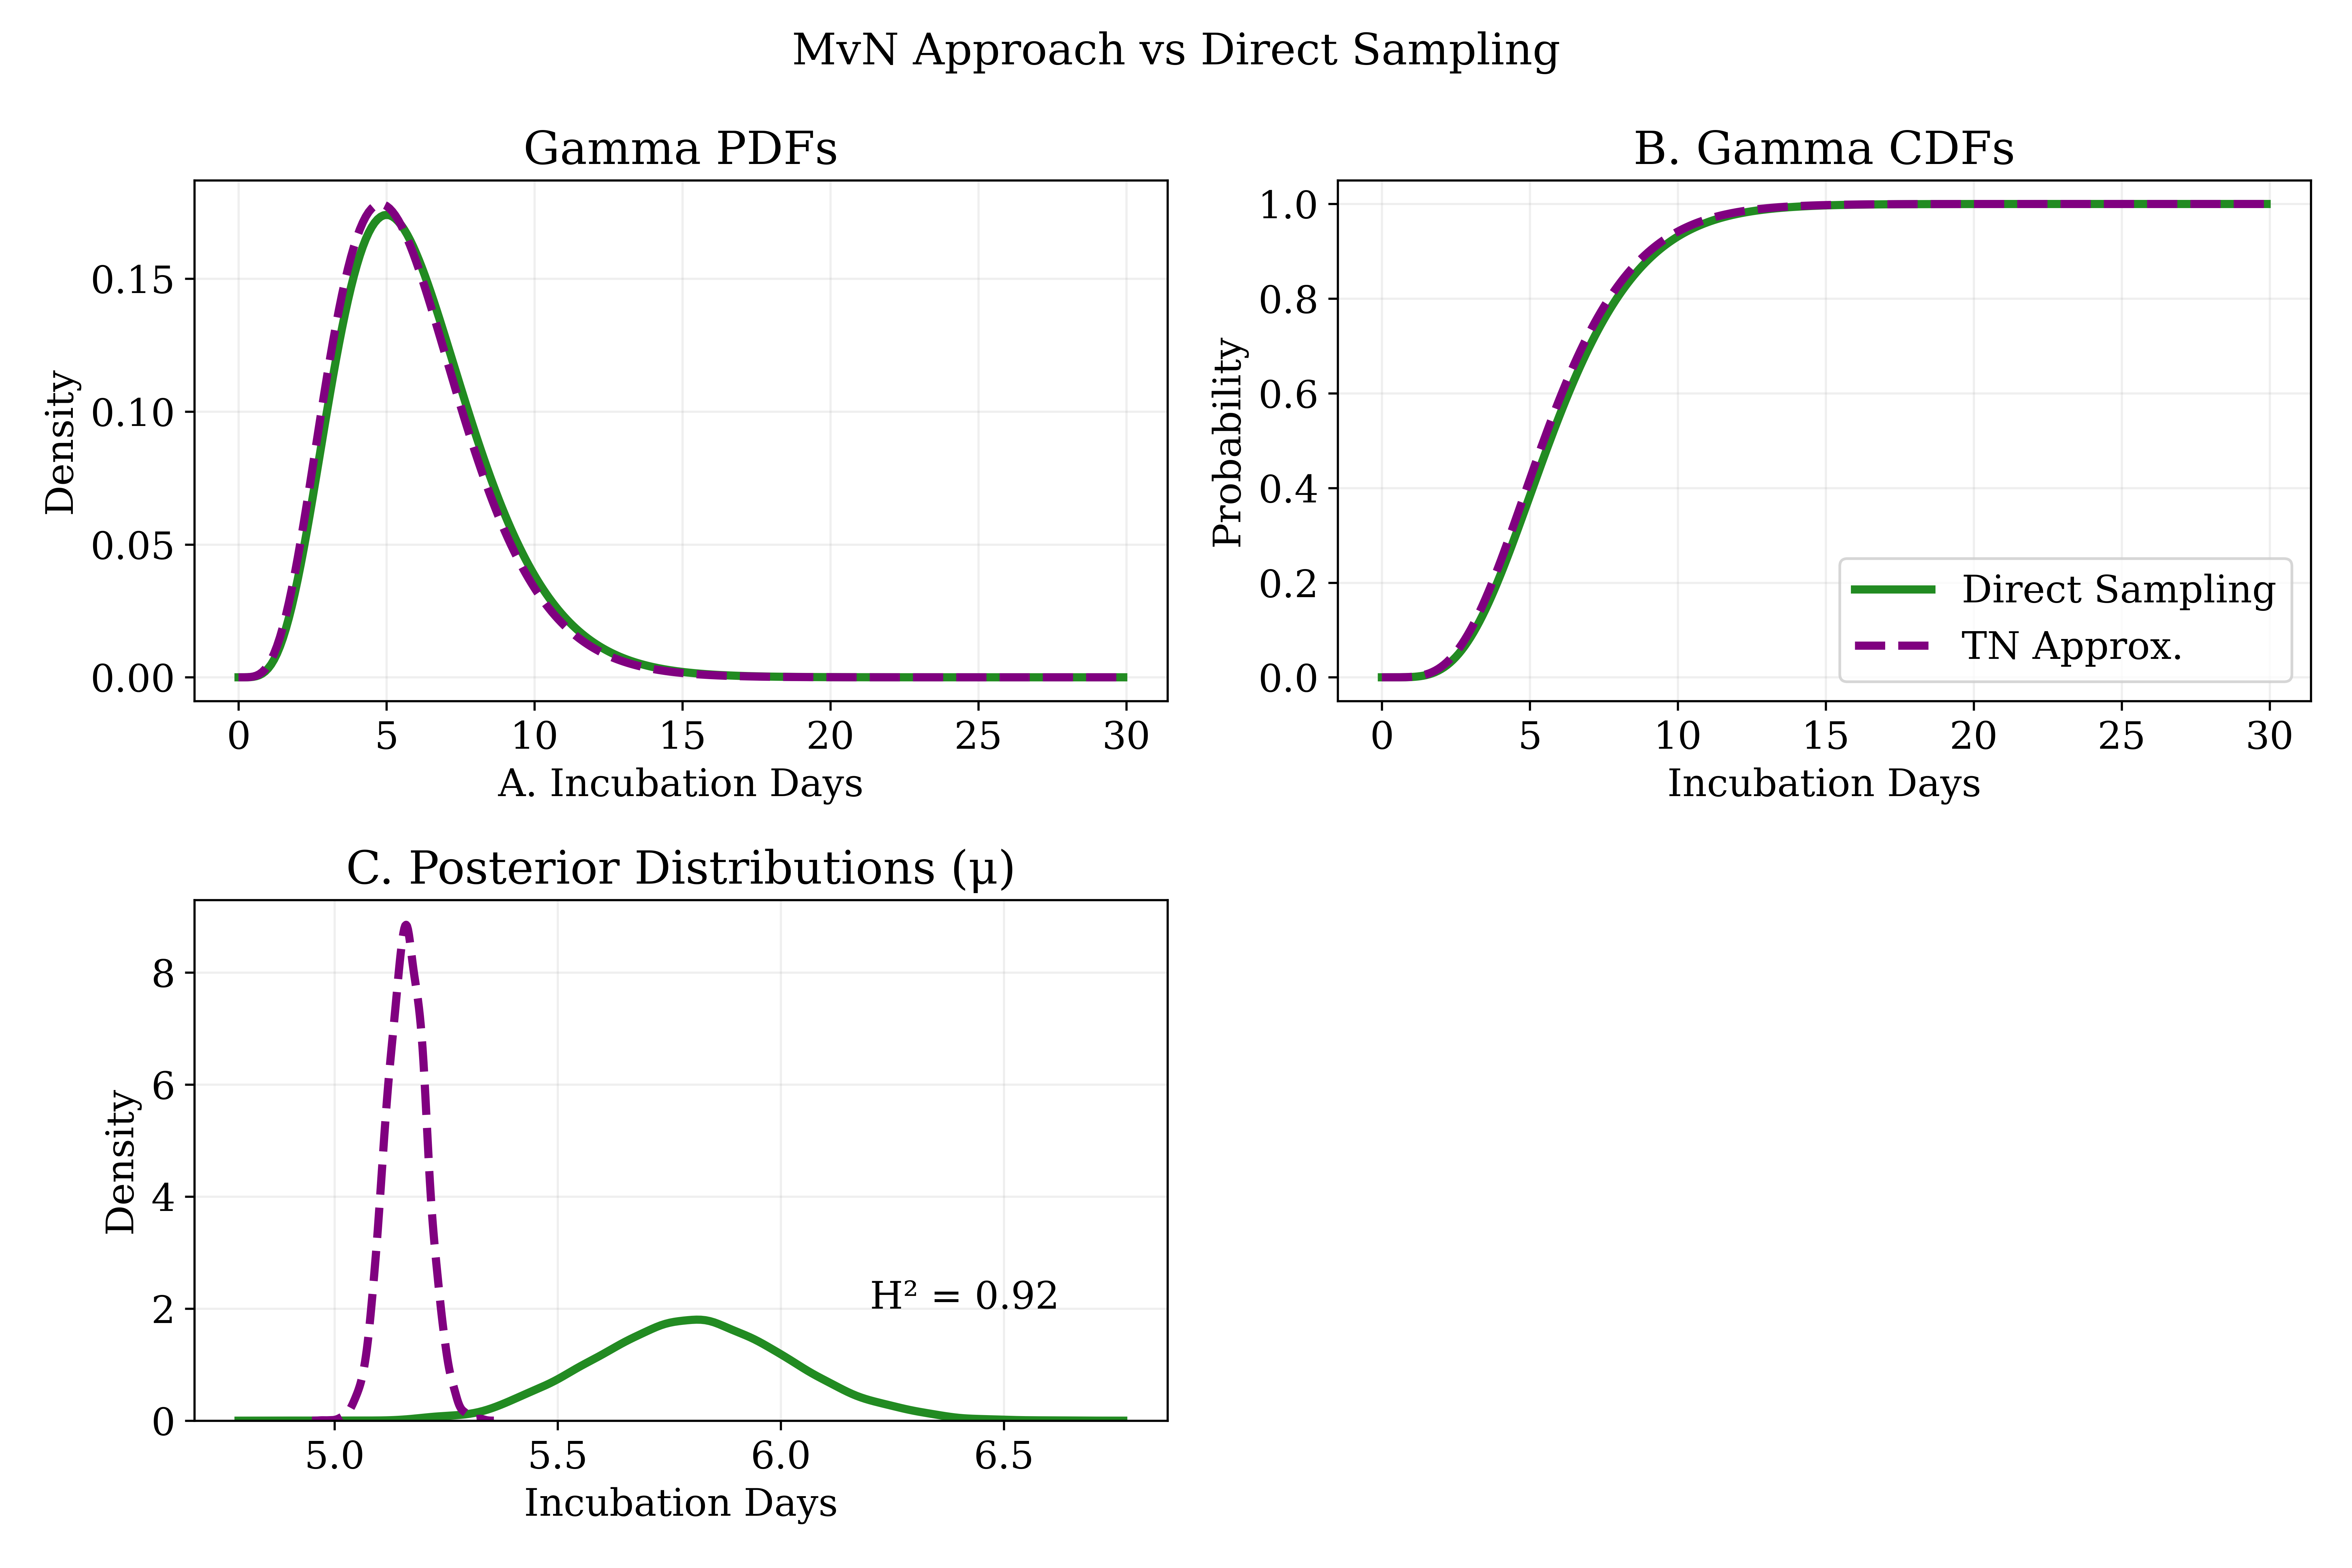 MvN Approach vs Direct Sampling
Gamma PDFs
Density
0.15
0.10
0.05
0.00
0 5 10 15 20 25 30
A. Incubation Days
B. Gamma CDFs
Probability
1.0
0.8
0.6
0.4
0.2
0.0
Direct Sampling
TN Approx.
0 5 10 15 20 25 30
Incubation Days
C. Posterior Distributions (µ)
Density
8
6
4
2
0
H² = 0.92
5.0 5.5 6.0 6.5
Incubation Days